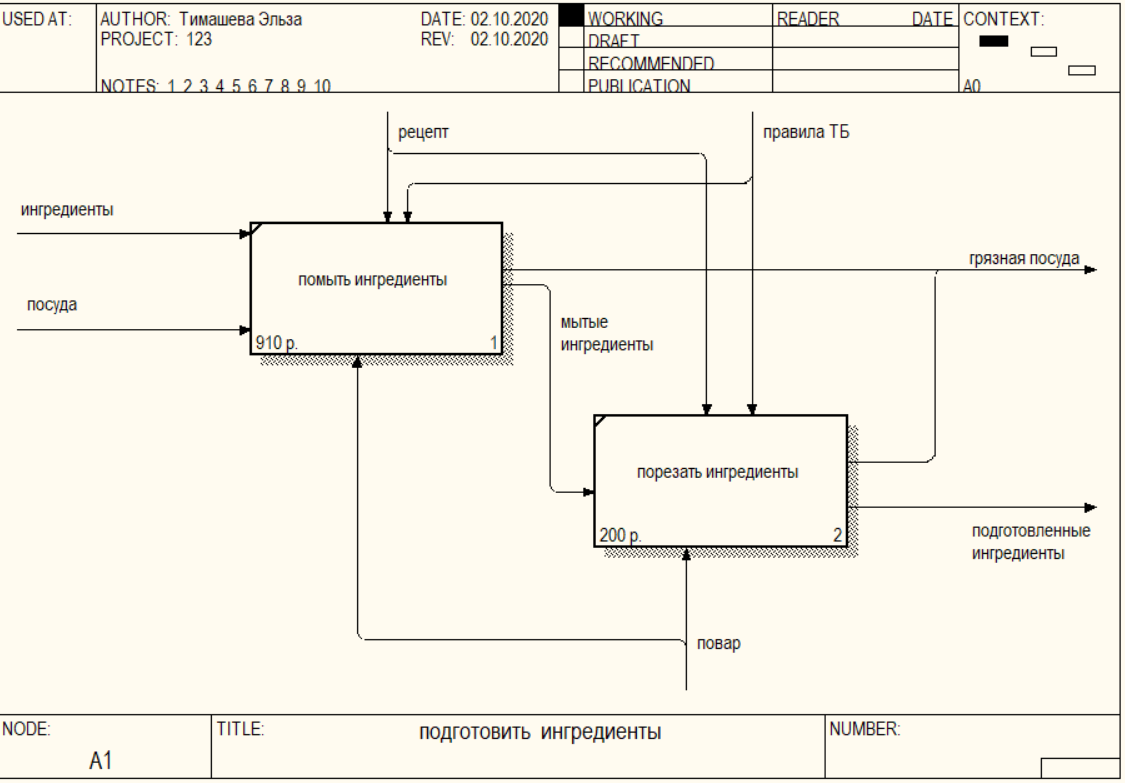 USED AT:
AUTHOR: Тимашева Эльза
DATE: 02.10.2020
PROJECT: 123
REV: 02.10.2020
NOTES: 1 2 3 4 5 6 7 8 9 10
WORKING
DRAFT
RECOMMENDED
PUBLICATION
READER
DATE
CONTEXT:
A0
рецепт
правила ТБ
ингредиенты
посуда
помыть ингредиенты
910 р.
1
грязная посуда
мытые
ингредиенты
порезать ингредиенты
200 р.
2
подготовленные
ингредиенты
повар
NODE:
A1
TITLE:
подготовить ингредиенты
NUMBER: